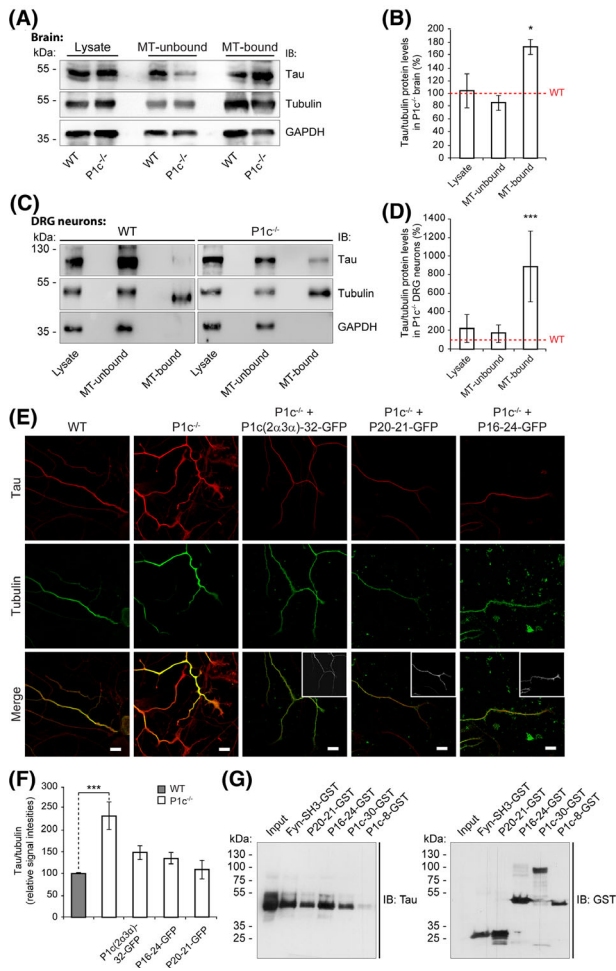 (A)
Brain:
Lysate MT-unbound MT-bound
kDa: IB:
55 - Tau
55 - Tubulin
35 - GAPDH
WT P1c-/- WT P1c-/- WT P1c-/-
(B)
Tau/tubulin protein levels
in P1c-/- brain (%)
200
180
160
140
120
100
80
60
40
20
0
*
WT
Lysate
MT-unbound
MT-bound
(C)
DRG neurons:
WT P1c-/-
kDa: IB:
130 -
Tau
55 -
Tubulin
35 - GAPDH
Lysate MT-unbound MT-bound Lysate MT-unbound MT-bound
(D)
Tau/tubulin protein levels
in P1c-/- DRG neurons (%)
1400
1200
1000
800
600
400
200
0
***
WT
Lysate
MT-unbound
MT-bound
(E)
WT
P1c-/-
P1c-/- +
P1c(2α3α)-32-GFP
P1c-/- +
P20-21-GFP
P1c-/- +
P16-24-GFP
Tau
Tubulin
Merge
(F)
Tau/tubulin
(relative signal intesities)
300
250
200
150
100
50
0
***
WT
P1c-/-
P1c(2α3α)-
32-GFP
P16-24-GFP
P20-21-GFP
(G)
Input Fyn-SH3-GST P20-21-GST P16-24-GST P1c-30-GST P1c-8-GST
kDa:
130 -
100 -
70 -
55 -
35 -
25 -
IB: Tau
Input Fyn-SH3-GST P20-21-GST P16-24-GST P1c-30-GST P1c-8-GST
kDa:
130 -
100 -
70 -
55 -
35 -
25 -
IB: GST